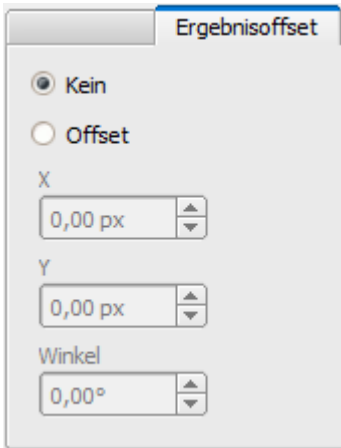 Ergebnisoffset
Kein
Offset
X
0,00 px
Y
0,00 px
Winkel
0,00°